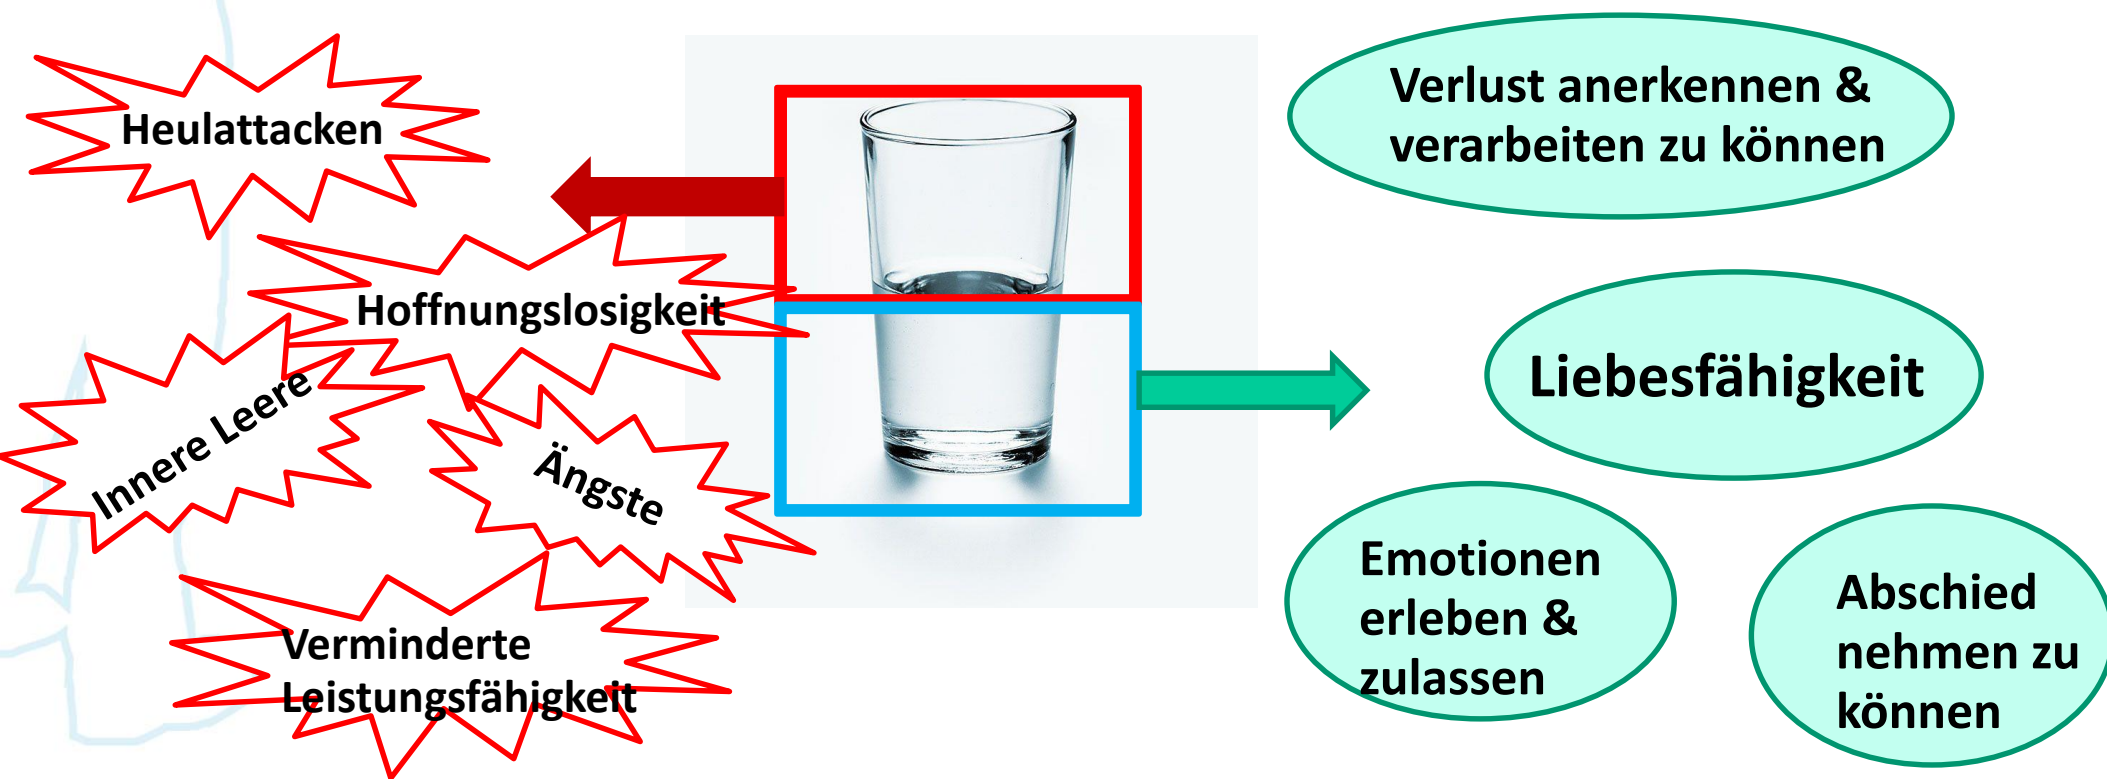 Heulattacken
Hoffnungslosigkeit
Innere Leere
Ängste
Verminderte
Leistungsfähigkeit
Verlust anerkennen &
verarbeiten zu können
Liebesfähigkeit
Emotionen
erleben &
zulassen
Abschied
nehmen zu
können